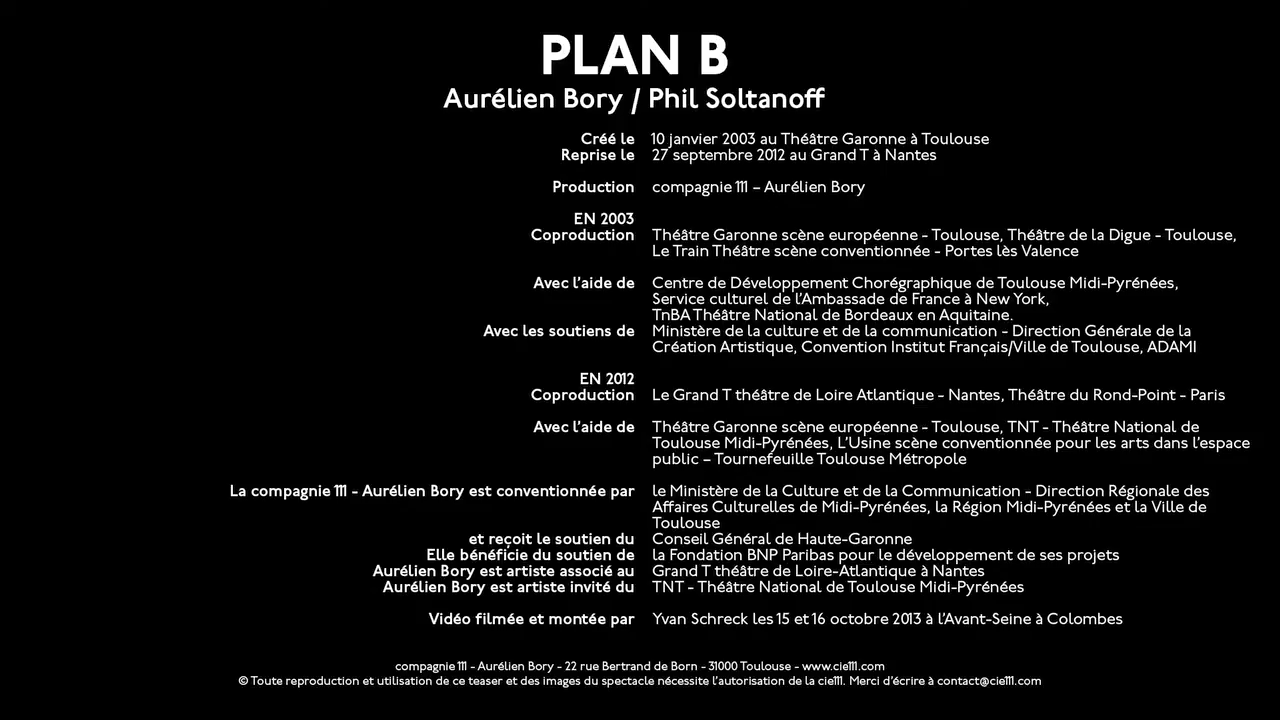 PLAN B
Aurélien Bory / Phil Soltanoff
Créé le 10 janvier 2003 au Théâtre Garonne à Toulouse
Reprise le 27 septembre 2012 au Grand T à Nantes
Production compagnie 111 – Aurélien Bory
EN 2003
Coproduction Théâtre Garonne scène européenne - Toulouse, Théâtre de la Digue - Toulouse,
Le Train Théâtre scène conventionnée - Portes lès Valence
Avec l'aide de Centre de Développement Chorégraphique de Toulouse Midi-Pyrénées,
Service culturel de l'Ambassade de France à New York,
TnBA Théâtre National de Bordeaux en Aquitaine.
Avec les soutiens de Ministère de la culture et de la communication - Direction Générale de la
Création Artistique, Convention Institut Français/Ville de Toulouse, ADAMI
EN 2012
Coproduction Le Grand T théâtre de Loire Atlantique - Nantes, Théâtre du Rond-Point - Paris
Avec l'aide de Théâtre Garonne scène européenne - Toulouse, TNT - Théâtre National de
Toulouse Midi-Pyrénées, L'Usine scène conventionnée pour les arts dans l'espace
public – Tournefeuille Toulouse Métropole
La compagnie 111 - Aurélien Bory est conventionnée par le Ministère de la Culture et de la Communication - Direction Régionale des
Affaires Culturelles de Midi-Pyrénées, la Région Midi-Pyrénées et la Ville de
Toulouse
et reçoit le soutien du Conseil Général de Haute-Garonne
Elle bénéficie du soutien de la Fondation BNP Paribas pour le développement de ses projets
Aurélien Bory est artiste associé au Grand T théâtre de Loire-Atlantique à Nantes
Aurélien Bory est artiste invité du TNT - Théâtre National de Toulouse Midi-Pyrénées
Vidéo filmée et montée par Yvan Schreck les 15 et 16 octobre 2013 à l'Avant-Seine à Colombes
compagnie 111 - Aurélien Bory - 22 rue Bertrand de Born - 31000 Toulouse - www.cie111.com
© Toute reproduction et utilisation de ce teaser et des images du spectacle nécessite l'autorisation de la cie111. Merci d'écrire à contact@cie111.com